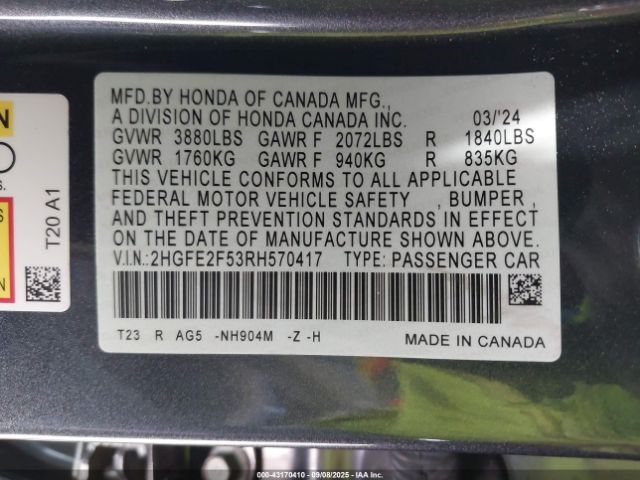 MFD.BY HONDA OF CANADA MFG.,
A DIVISION OF HONDA CANADA INC. 03/'24
GVWR 3880LBS GAWR F 2072LBS R 1840LBS
GVWR 1760KG GAWR F 940KG R 835KG
THIS VEHICLE CONFORMS TO ALL APPLICABLE
FEDERAL MOTOR VEHICLE SAFETY , BUMPER ,
AND THEFT PREVENTION STANDARDS IN EFFECT
ON THE DATE OF MANUFACTURE SHOWN ABOVE.
V.I.N.:2HGFE2F53RH570417 TYPE: PASSENGER CAR
T23 R AG5 -NH904M -Z -H
MADE IN CANADA
T20 A1
000-43170410 - 09/08/2025 - IAA.com